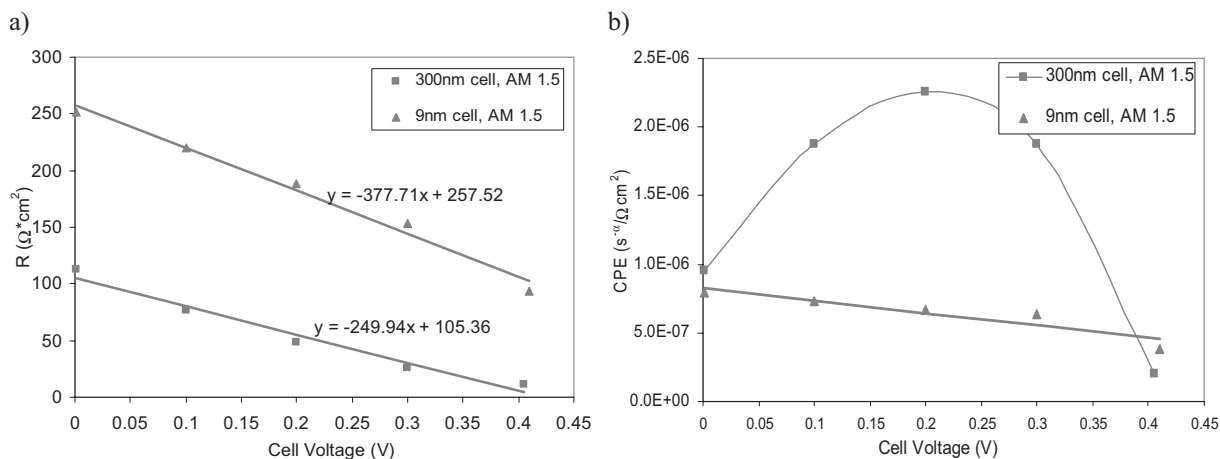 a)
300
250
200
150
100
50
0
R (Ω*cm²)
300nm cell, AM 1.5
9nm cell, AM 1.5
y = -377.71x + 257.52
y = -249.94x + 105.36
0 0.05 0.1 0.15 0.2 0.25 0.3 0.35 0.4 0.45
Cell Voltage (V)
b)
2.5E-06
2.0E-06
1.5E-06
1.0E-06
5.0E-07
0.0E+00
CPE (s⁻ᵅ/Ωcm²)
300nm cell, AM 1.5
9nm cell, AM 1.5
0 0.05 0.1 0.15 0.2 0.25 0.3 0.35 0.4 0.45
Cell Voltage (V)